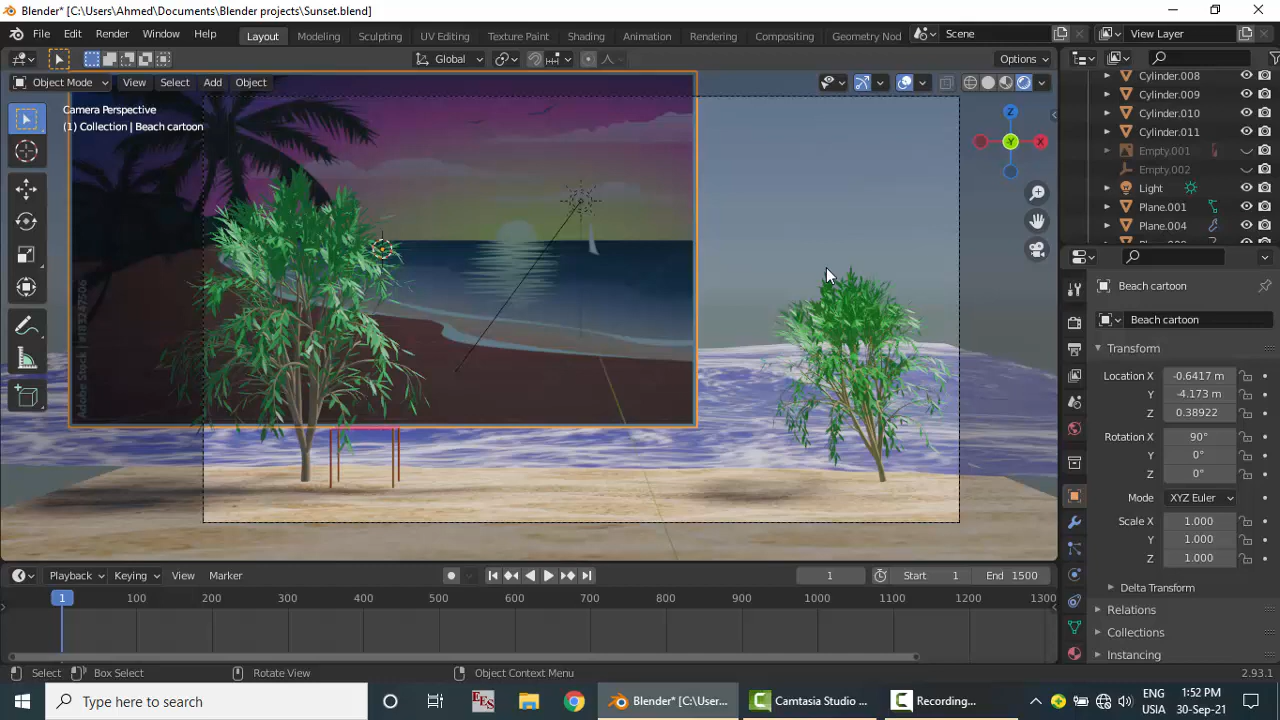 Blender* [C:\Users\Ahmed\Documents\Blender projects\Sunset.blend]
File Edit Render Window Help Layout Modeling Sculpting UV Editing Texture Paint Shading Animation Rendering Compositing Geometry Nod Scene View Layer
Global Options
Object Mode View Select Add Object
Camera Perspective
(1) Collection | Beach cartoon
Z
Y
X
Adobe Stock | #183247506
Cylinder.008
Cylinder.009
Cylinder.010
Cylinder.011
Empty.001
Empty.002
Light
Plane.001
Plane.004
Beach cartoon
Beach cartoon
Transform
Location X -0.6417 m
Y -4.173 m
Z 0.38922
Rotation X 90°
Y 0°
Z 0°
Mode XYZ Euler
Scale X 1.000
Y 1.000
Z 1.000
Delta Transform
Relations
Collections
Instancing
Playback Keying View Marker 1 Start 1 End 1500
1 100 200 300 400 500 600 700 800 900 1000 1100 1200 1300
Select Box Select Rotate View Object Context Menu 2.93.1
Type here to search EES Blender* [C:\User... Camtasia Studio ... Recording... ENG 1:52 PM
USIA 30-Sep-21